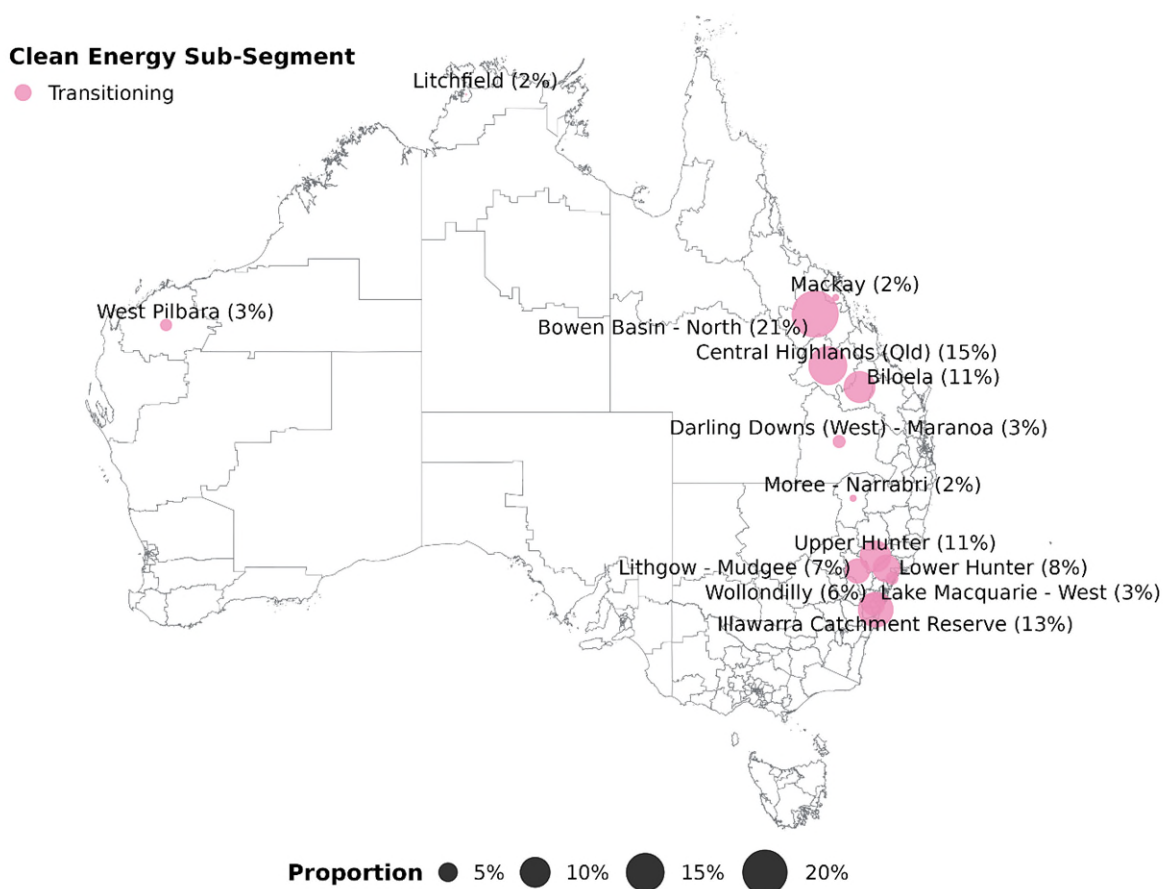 Clean Energy Sub-Segment
Transitioning
Litchfield (2%)
Mackay (2%)
West Pilbara (3%)
Bowen Basin - North (21%)
Central Highlands (Qld) (15%)
Biloela (11%)
Darling Downs (West) - Maranoa (3%)
Moree - Narrabri (2%)
Upper Hunter (11%)
Lithgow - Mudgee (7%)
Lower Hunter (8%)
Wollondilly (6%)
Lake Macquarie - West (3%)
Illawarra Catchment Reserve (13%)
Proportion 5% 10% 15% 20%